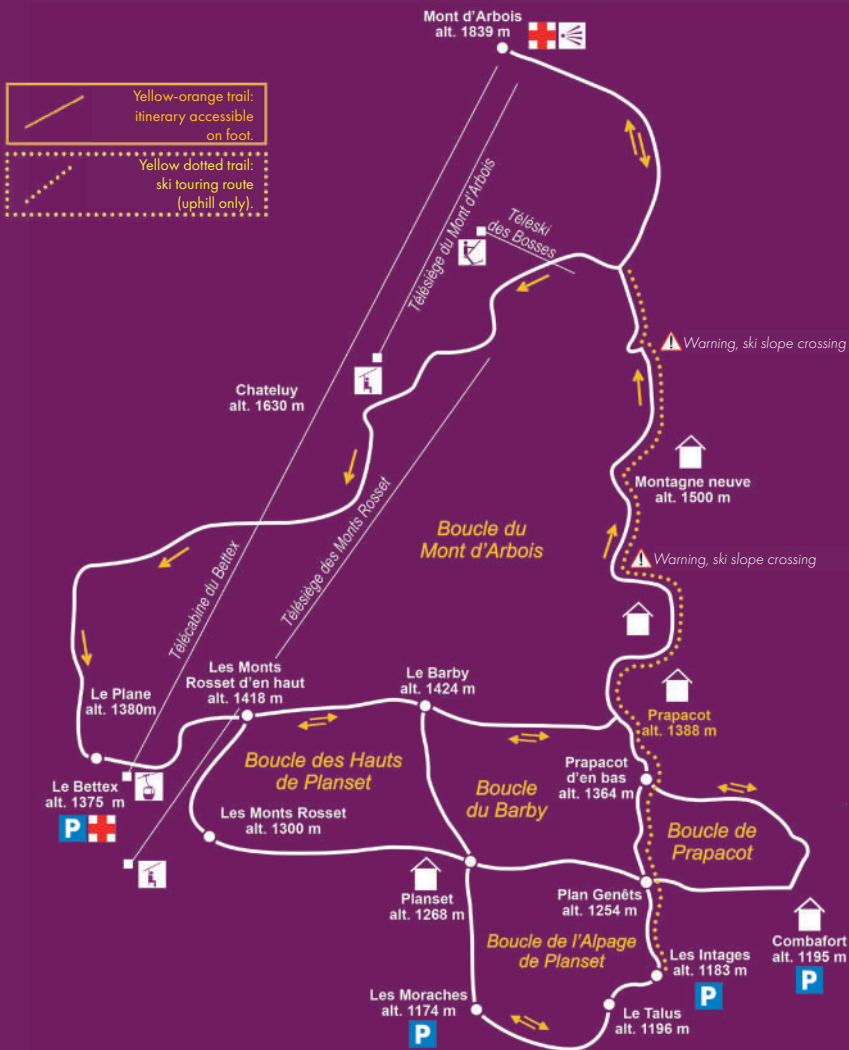 Mont d'Arbois
alt. 1839 m
Yellow-orange trail:
itinerary accessible
on foot.
Yellow dotted trail:
ski touring route
(uphill only).
Télésiège du Mont d'Arbois
Téléski
des Bosses
Warning, ski slope crossing
Chateluy
alt. 1630 m
Montagne neuve
alt. 1500 m
Boucle du
Mont d'Arbois
Warning, ski slope crossing
Télécabine du Bettex
Télésiège des Monts Rosset
Les Monts
Rosset d'en haut
alt. 1418 m
Le Barby
alt. 1424 m
Le Plane
alt. 1380m
Prapacot
alt. 1388 m
Boucle des Hauts
de Planset
Prapacot
d'en bas
alt. 1364 m
Le Bettex
alt. 1375 m
P
Boucle
du Barby
Les Monts Rosset
alt. 1300 m
Boucle de
Prapacot
Planset
alt. 1268 m
Plan Genêts
alt. 1254 m
Combafort
alt. 1195 m
P
Boucle de l'Alpage
de Planset
Les Intages
alt. 1183 m
P
Les Moraches
alt. 1174 m
P
Le Talus
alt. 1196 m